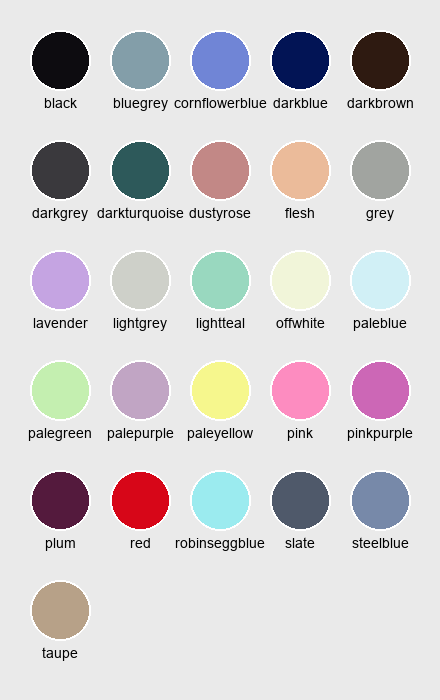 black bluegrey cornflowerblue darkblue darkbrown
darkgrey darkturquoise dustyrose flesh grey
lavender lightgrey lightteal offwhite paleblue
palegreen palepurple paleyellow pink pinkpurple
plum red robinseggblue slate steelblue
taupe